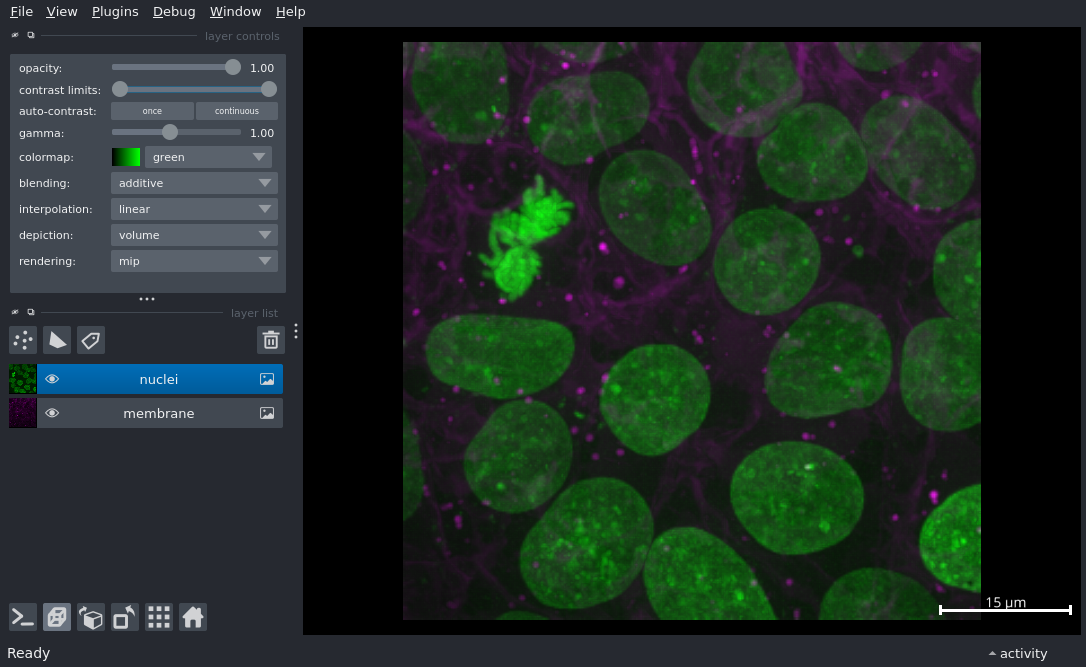 File View Plugins Debug Window Help
layer controls
opacity: 1.00
contrast limits:
auto-contrast: once continuous
gamma: 1.00
colormap: green
blending: additive
interpolation: linear
depiction: volume
rendering: mip
layer list
nuclei
membrane
15 µm
Ready
activity